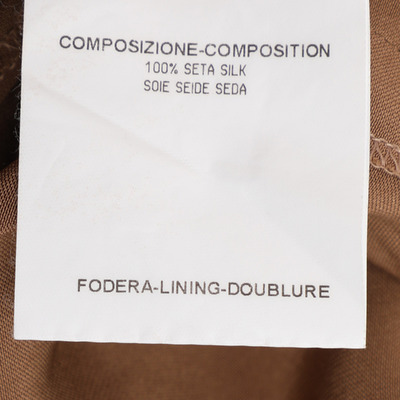 COMPOSIZIONE-COMPOSITION
100% SETA SILK
SOIE SEIDE SEDA
FODERA-LINING-DOUBLURE